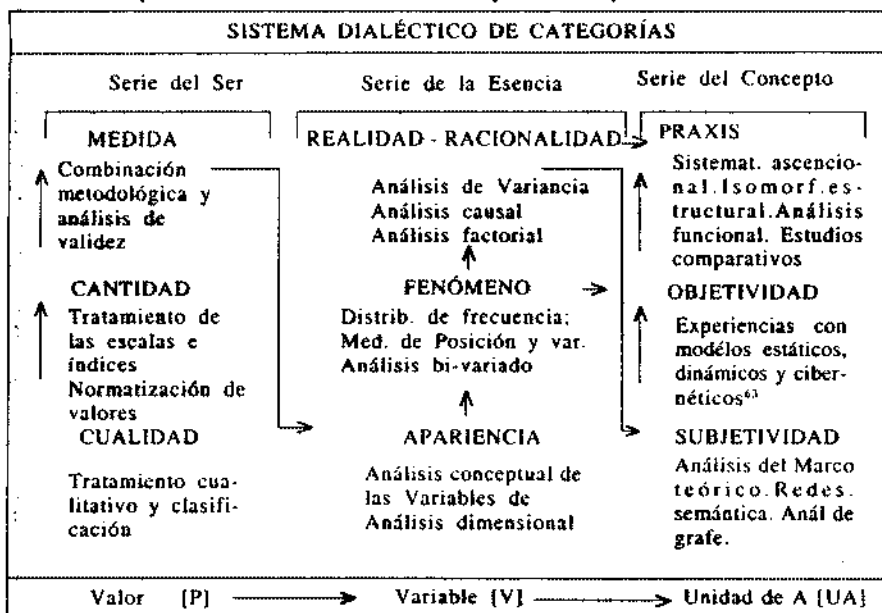 SISTEMA DIALÉCTICO DE CATEGORÍAS
Serie del Ser
MEDIDA
Combinación
metodológica y
análisis de
validez
CANTIDAD
Tratamiento de
las escalas e
índices
Normatización de
valores
CUALIDAD
Tratamiento cua-
litativo y clasifi-
cación
Serie de la Esencia
REALIDAD - RACIONALIDAD
Análisis de Variancia
Análisis causal
Análisis factorial
FENÓMENO
Distrib. de frecuencia;
Med. de Posición y var.
Análisis bi-variado
APARIENCIA
Análisis conceptual de
las Variables de
Análisis dimensional
Serie del Concepto
PRAXIS
Sistemat. ascencio-
nal.Isomorf.es-
tructural.Análisis
funcional. Estudios
comparativos
OBJETIVIDAD
Experiencias con
modélos estáticos,
dinámicos y ciber-
néticos⁶³
SUBJETIVIDAD
Análisis del Marco
teórico.Redes.
semántica. Anál de
grafe.
Valor [P] Variable [V] Unidad de A [UA]